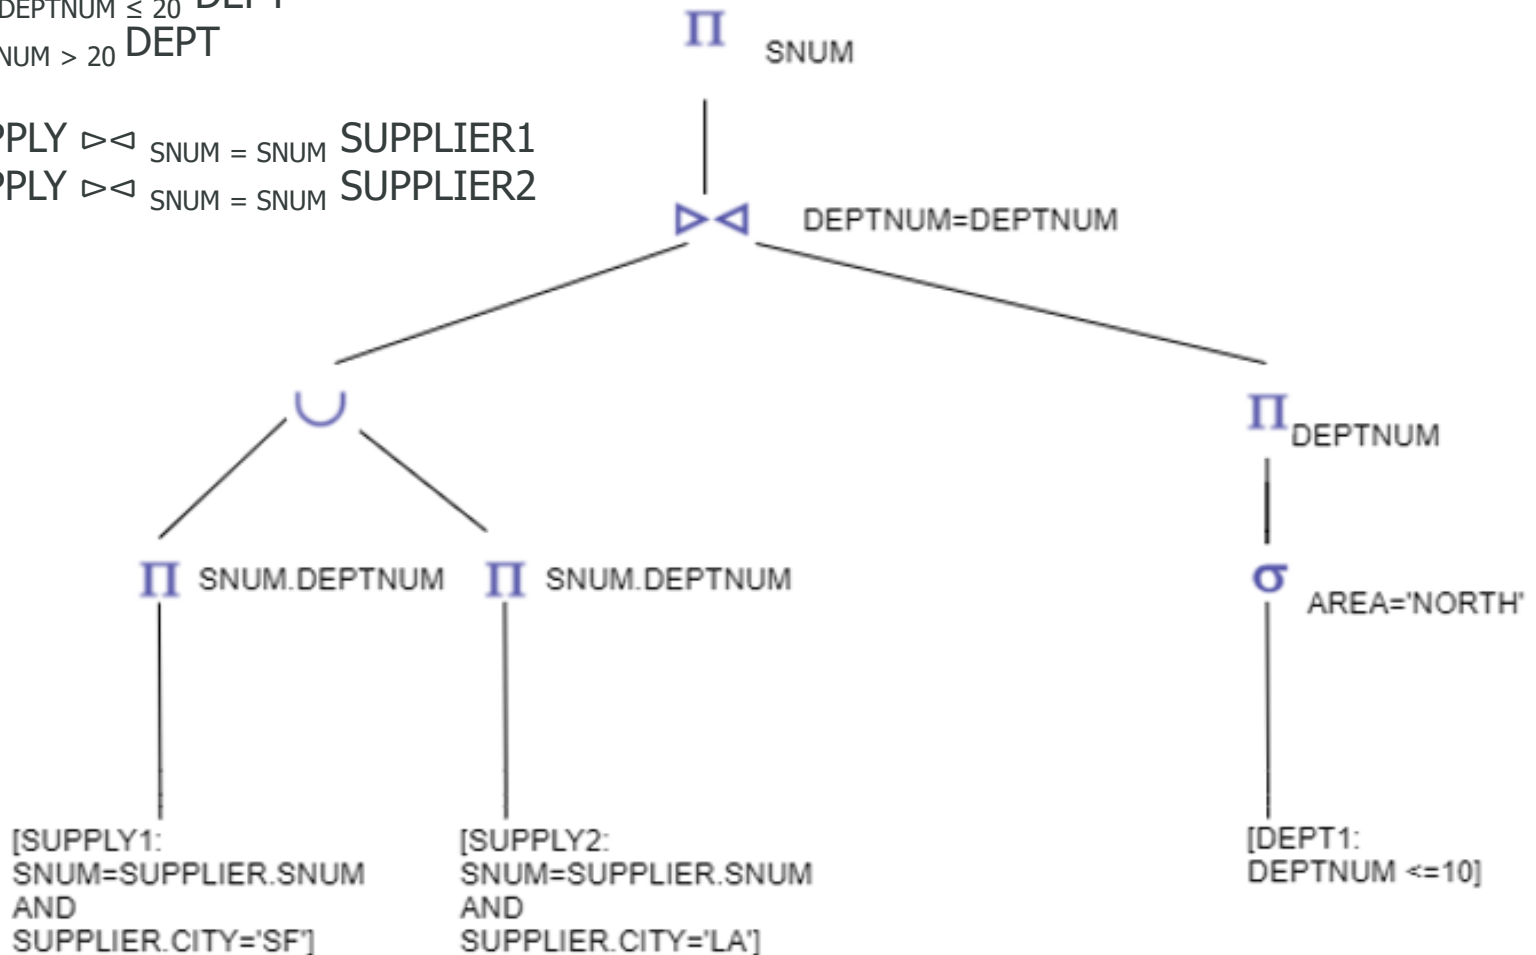 DEPTNUM ≤ 20 DEPT
NUM > 20 DEPT
PPLY ▷◁ SNUM = SNUM SUPPLIER1
PPLY ▷◁ SNUM = SNUM SUPPLIER2
Π SNUM
▷◁ DEPTNUM=DEPTNUM
∪
Π DEPTNUM
Π SNUM.DEPTNUM
Π SNUM.DEPTNUM
σ AREA='NORTH'
[SUPPLY1:
SNUM=SUPPLIER.SNUM
AND
SUPPLIER.CITY='SF']
[SUPPLY2:
SNUM=SUPPLIER.SNUM
AND
SUPPLIER.CITY='LA']
[DEPT1:
DEPTNUM <=10]